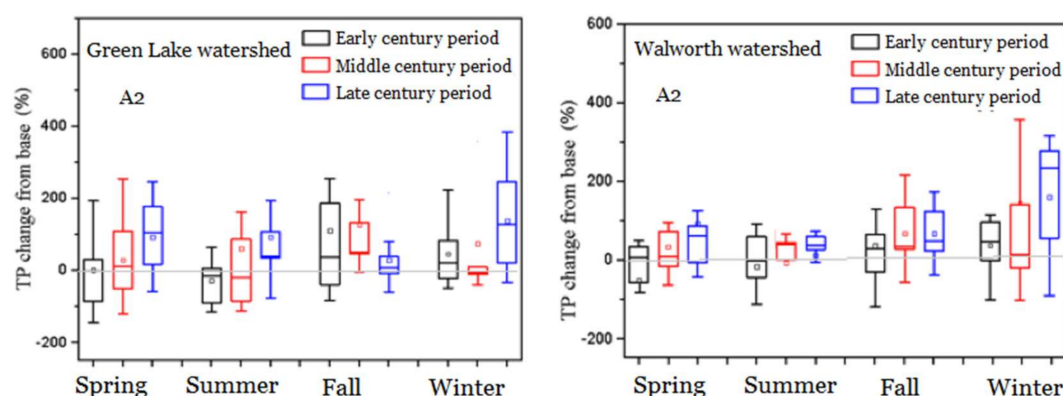 TP change from base (%)
600
400
200
0
-200
Green Lake watershed
A2
Early century period
Middle century period
Late century period
Spring Summer Fall Winter
TP change from base (%)
600
400
200
0
-200
Walworth watershed
A2
Early century period
Middle century period
Late century period
Spring Summer Fall Winter